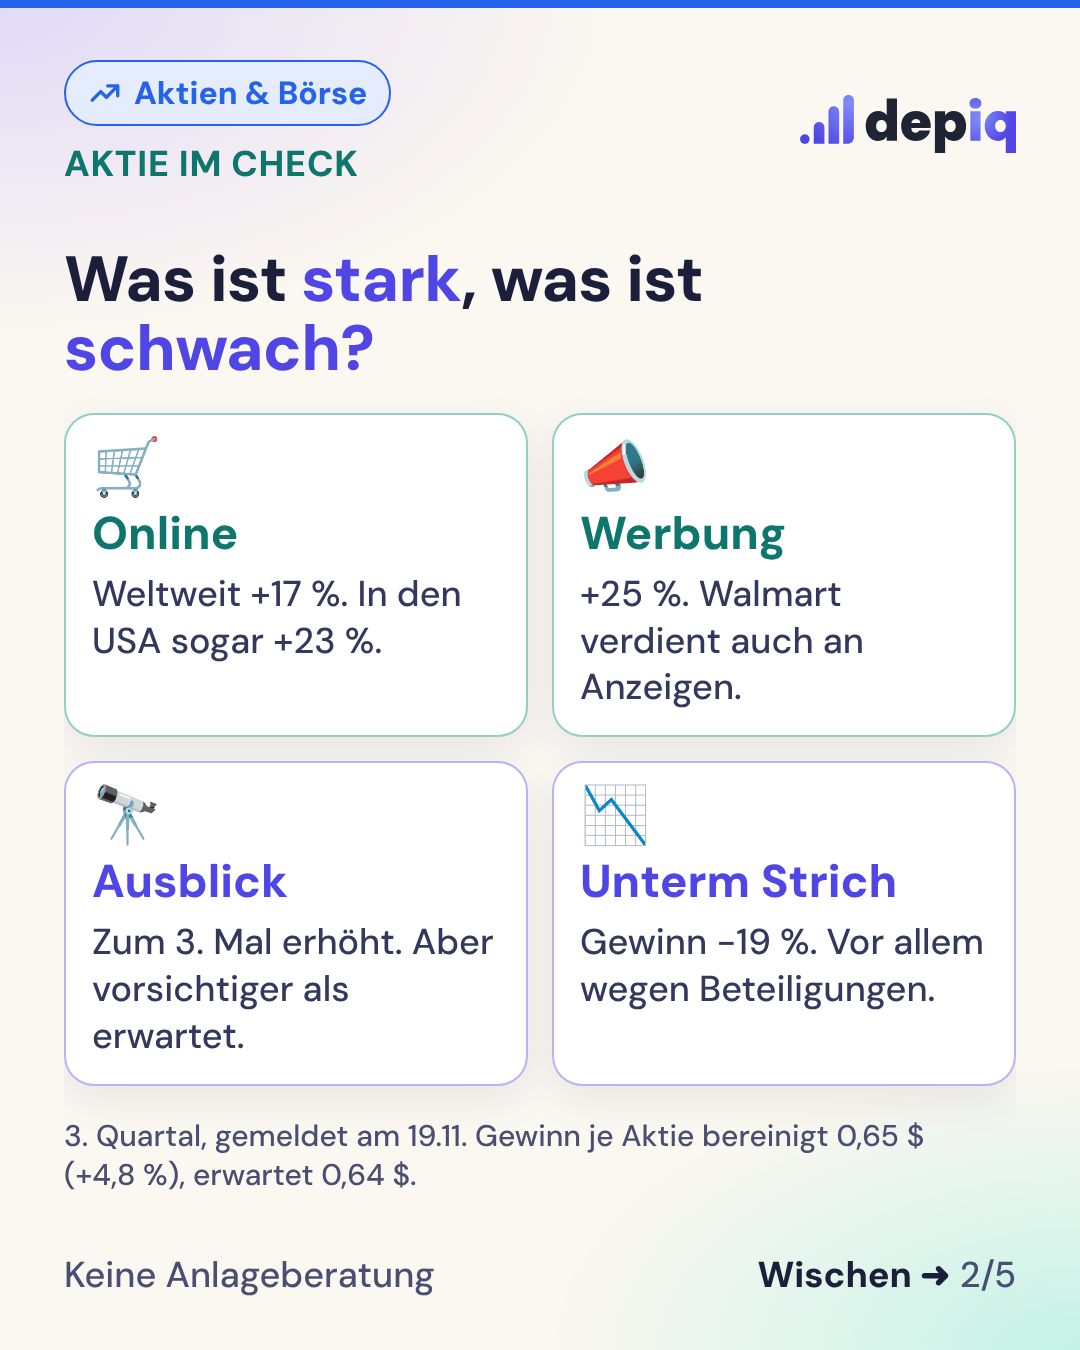 Aktien & Börse
AKTIE IM CHECK
depiq
Was ist stark, was ist
schwach?
Online
Weltweit +17 %. In den
USA sogar +23 %.
Werbung
+25 %. Walmart
verdient auch an
Anzeigen.
Ausblick
Zum 3. Mal erhöht. Aber
vorsichtiger als
erwartet.
Unterm Strich
Gewinn −19 %. Vor allem
wegen Beteiligungen.
3. Quartal, gemeldet am 19.11. Gewinn je Aktie bereinigt 0,65 $
(+4,8 %), erwartet 0,64 $.
Keine Anlageberatung
Wischen ➜ 2/5